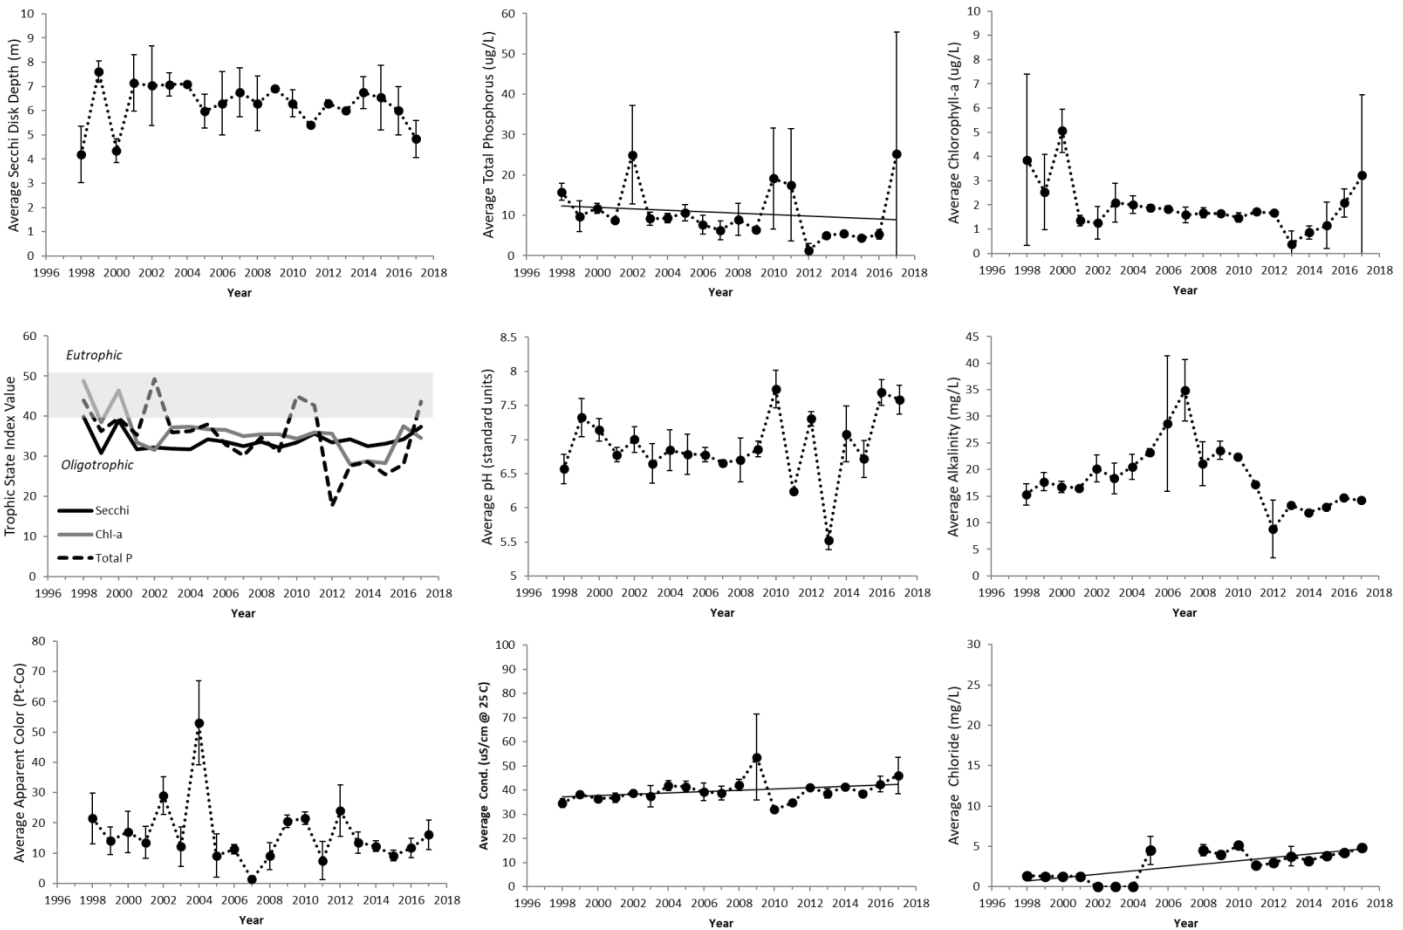 Average Secchi Disk Depth (m)
10
9
8
7
6
5
4
3
2
1
0
1996 1998 2000 2002 2004 2006 2008 2010 2012 2014 2016 2018
Year
Average Total Phosphorus (ug/L)
60
50
40
30
20
10
0
1996 1998 2000 2002 2004 2006 2008 2010 2012 2014 2016 2018
Year
Average Chlorophyll-a (ug/L)
10
9
8
7
6
5
4
3
2
1
0
1996 1998 2000 2002 2004 2006 2008 2010 2012 2014 2016 2018
Year
Trophic State Index Value
60
50
40
30
20
10
0
Eutrophic
Oligotrophic
Secchi
Chl-a
Total P
1996 1998 2000 2002 2004 2006 2008 2010 2012 2014 2016 2018
Year
Average pH (standard units)
8.5
8
7.5
7
6.5
6
5.5
5
1996 1998 2000 2002 2004 2006 2008 2010 2012 2014 2016 2018
Year
Average Alkalinity (mg/L)
45
40
35
30
25
20
15
10
5
0
1996 1998 2000 2002 2004 2006 2008 2010 2012 2014 2016 2018
Year
Average Apparent Color (Pt-Co)
80
70
60
50
40
30
20
10
0
1996 1998 2000 2002 2004 2006 2008 2010 2012 2014 2016 2018
Year
Average Cond. (uS/cm @ 25 C)
100
90
80
70
60
50
40
30
20
10
0
1996 1998 2000 2002 2004 2006 2008 2010 2012 2014 2016 2018
Year
Average Chloride (mg/L)
30
25
20
15
10
5
0
1996 1998 2000 2002 2004 2006 2008 2010 2012 2014 2016 2018
Year